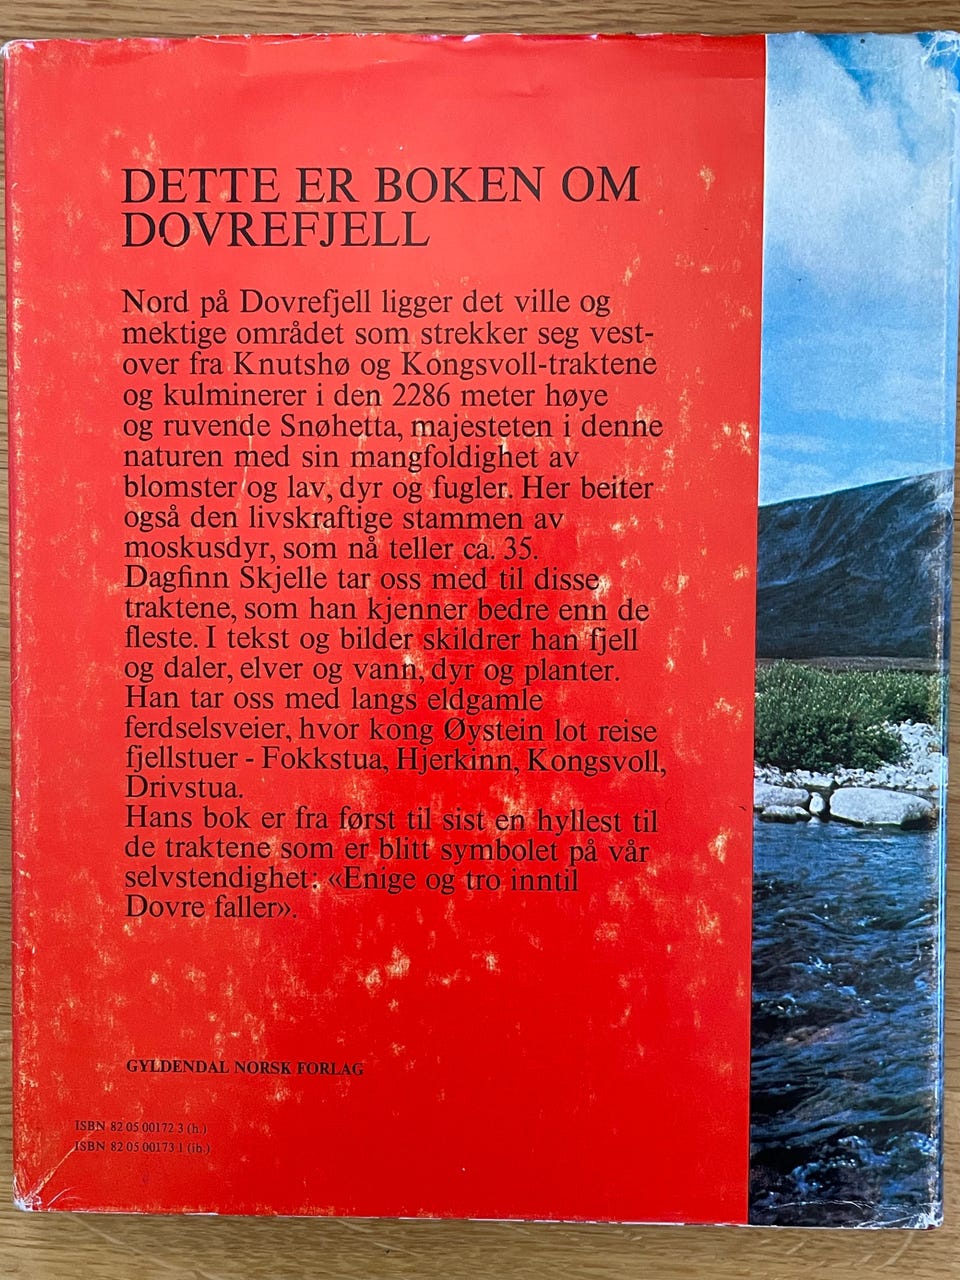 DETTE ER BOKEN OM
DOVREFJELL
Nord på Dovrefjell ligger det ville og
mektige området som strekker seg vest-
over fra Knutshø og Kongsvoll-traktene
og kulminerer i den 2286 meter høye
og ruvende Snøhetta, majesteten i denne
naturen med sin mangfoldighet av
blomster og lav, dyr og fugler. Her beiter
også den livskraftige stammen av
moskusdyr, som nå teller ca. 35.
Dagfinn Skjelle tar oss med til disse
traktene, som han kjenner bedre enn de
fleste. I tekst og bilder skildrer han fjell
og daler, elver og vann, dyr og planter.
Han tar oss med langs eldgamle
ferdselsveier, hvor kong Øystein lot reise
fjellstuer - Fokkstua, Hjerkinn, Kongsvoll,
Drivstua.
Hans bok er fra først til sist en hyllest til
de traktene som er blitt symbolet på vår
selvstendighet: «Enige og tro inntil
Dovre faller».
GYLDENDAL NORSK FORLAG
ISBN 82 05 00172 3 (h.)
ISBN 82 05 00173 1 (ib.)